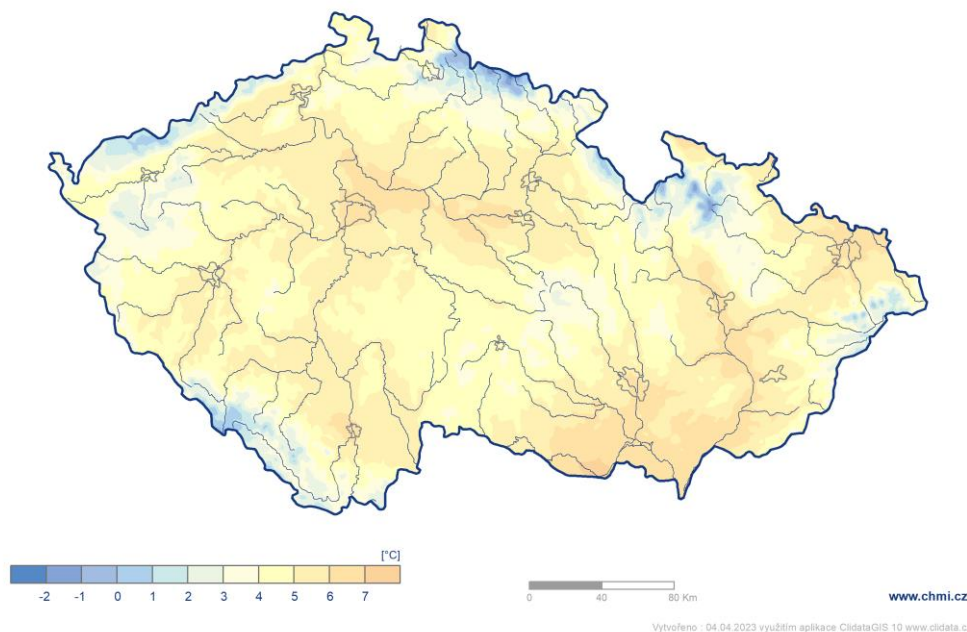 [°C]
-2 -1 0 1 2 3 4 5 6 7
0 40 80 Km
www.chmi.cz
Vytvořeno : 04.04.2023 využitím aplikace ClidataGIS 10 www.clidata.c